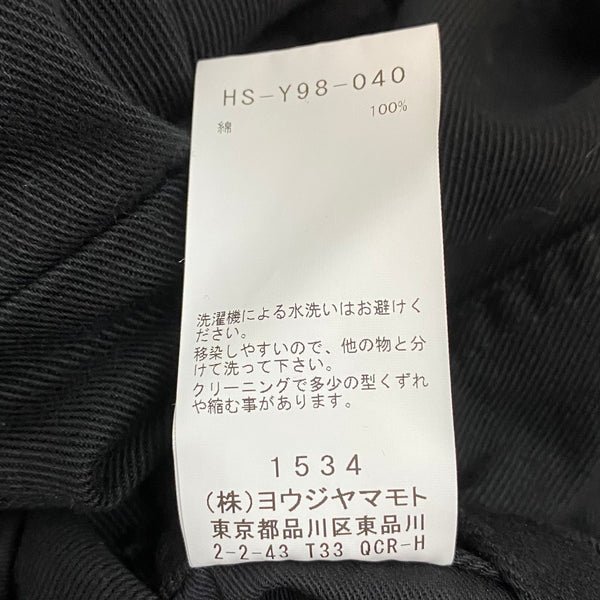 HS-Y98-040
綿 100%
洗濯機による水洗いはお避けく
ださい。
移染しやすいので、他の物と分
けて洗って下さい。
クリーニングで多少の型くずれ
や縮む事があります。
1534
(株)ヨウジヤマモト
東京都品川区東品川
2-2-43 T33 QCR-H